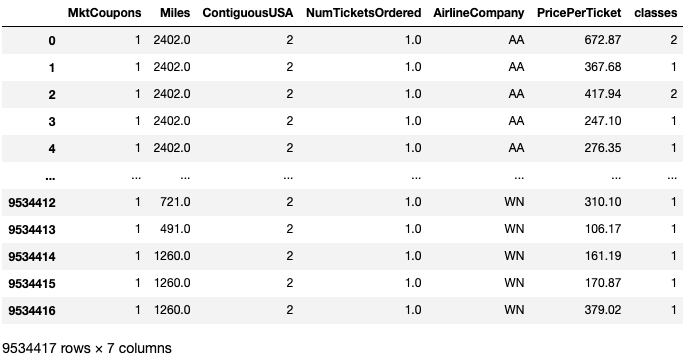 MktCoupons Miles ContiguousUSA NumTicketsOrdered AirlineCompany PricePerTicket classes
0 1 2402.0 2 1.0 AA 672.87 2
1 1 2402.0 2 1.0 AA 367.68 1
2 1 2402.0 2 1.0 AA 417.94 2
3 1 2402.0 2 1.0 AA 247.10 1
4 1 2402.0 2 1.0 AA 276.35 1
... ... ... ... ... ... ... ...
9534412 1 721.0 2 1.0 WN 310.10 1
9534413 1 491.0 2 1.0 WN 106.17 1
9534414 1 1260.0 2 1.0 WN 161.19 1
9534415 1 1260.0 2 1.0 WN 170.87 1
9534416 1 1260.0 2 1.0 WN 379.02 1
9534417 rows × 7 columns